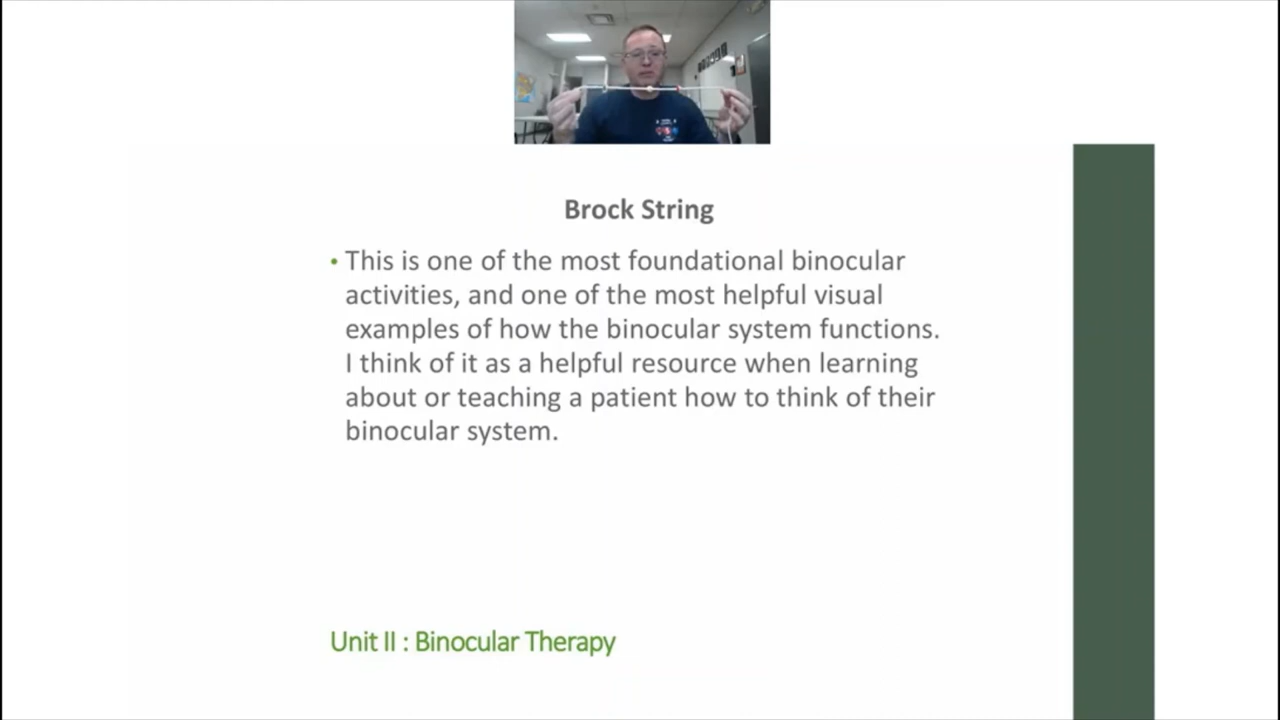 Brock String
• This is one of the most foundational binocular
activities, and one of the most helpful visual
examples of how the binocular system functions.
I think of it as a helpful resource when learning
about or teaching a patient how to think of their
binocular system.
Unit II : Binocular Therapy